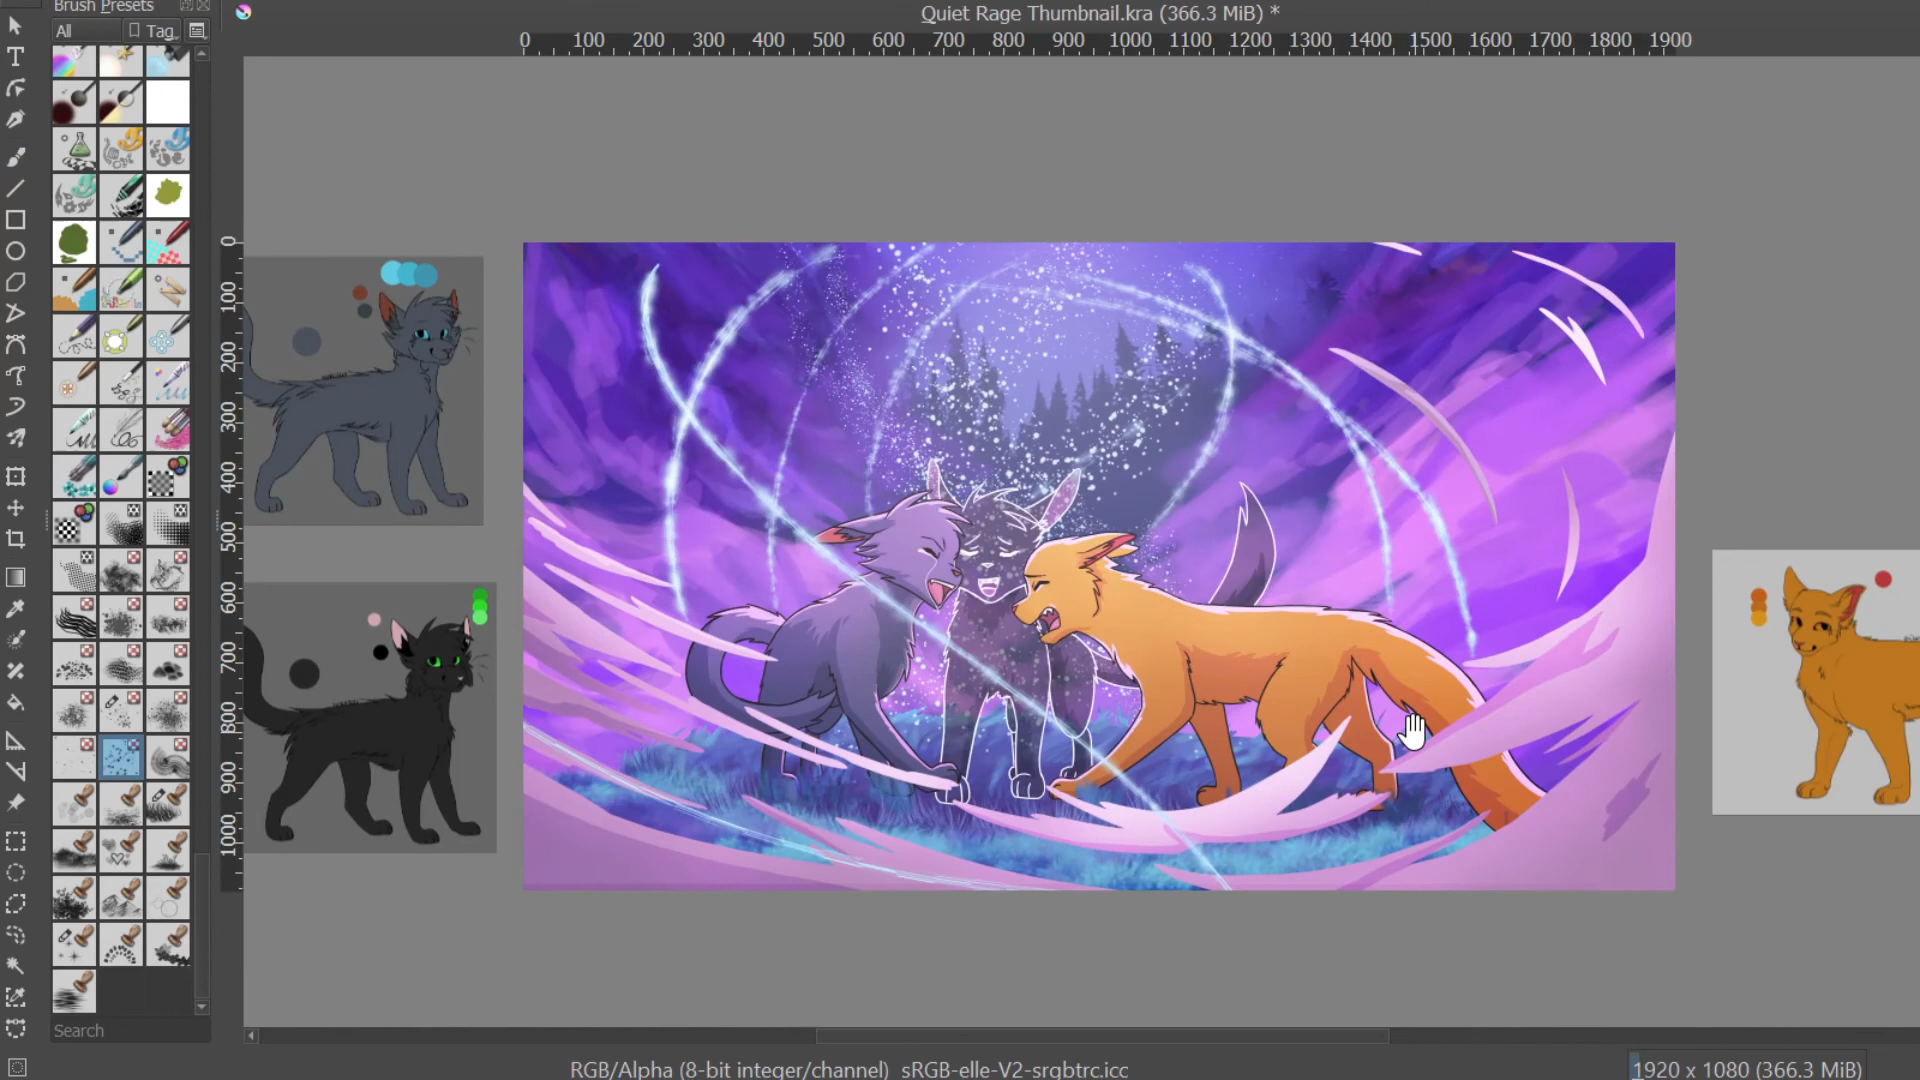 Brush Presets
Quiet Rage Thumbnail.kra (366.3 MiB) *
All
Tag
0 100 200 300 400 500 600 700 800 900 1000 1100 1200 1300 1400 1500 1600 1700 1800 1900
0
100
200
300
400
500
600
700
800
900
1000
Search
RGB/Alpha (8-bit integer/channel) sRGB-elle-V2-srgbtrc.icc
1920 x 1080 (366.3 MiB)